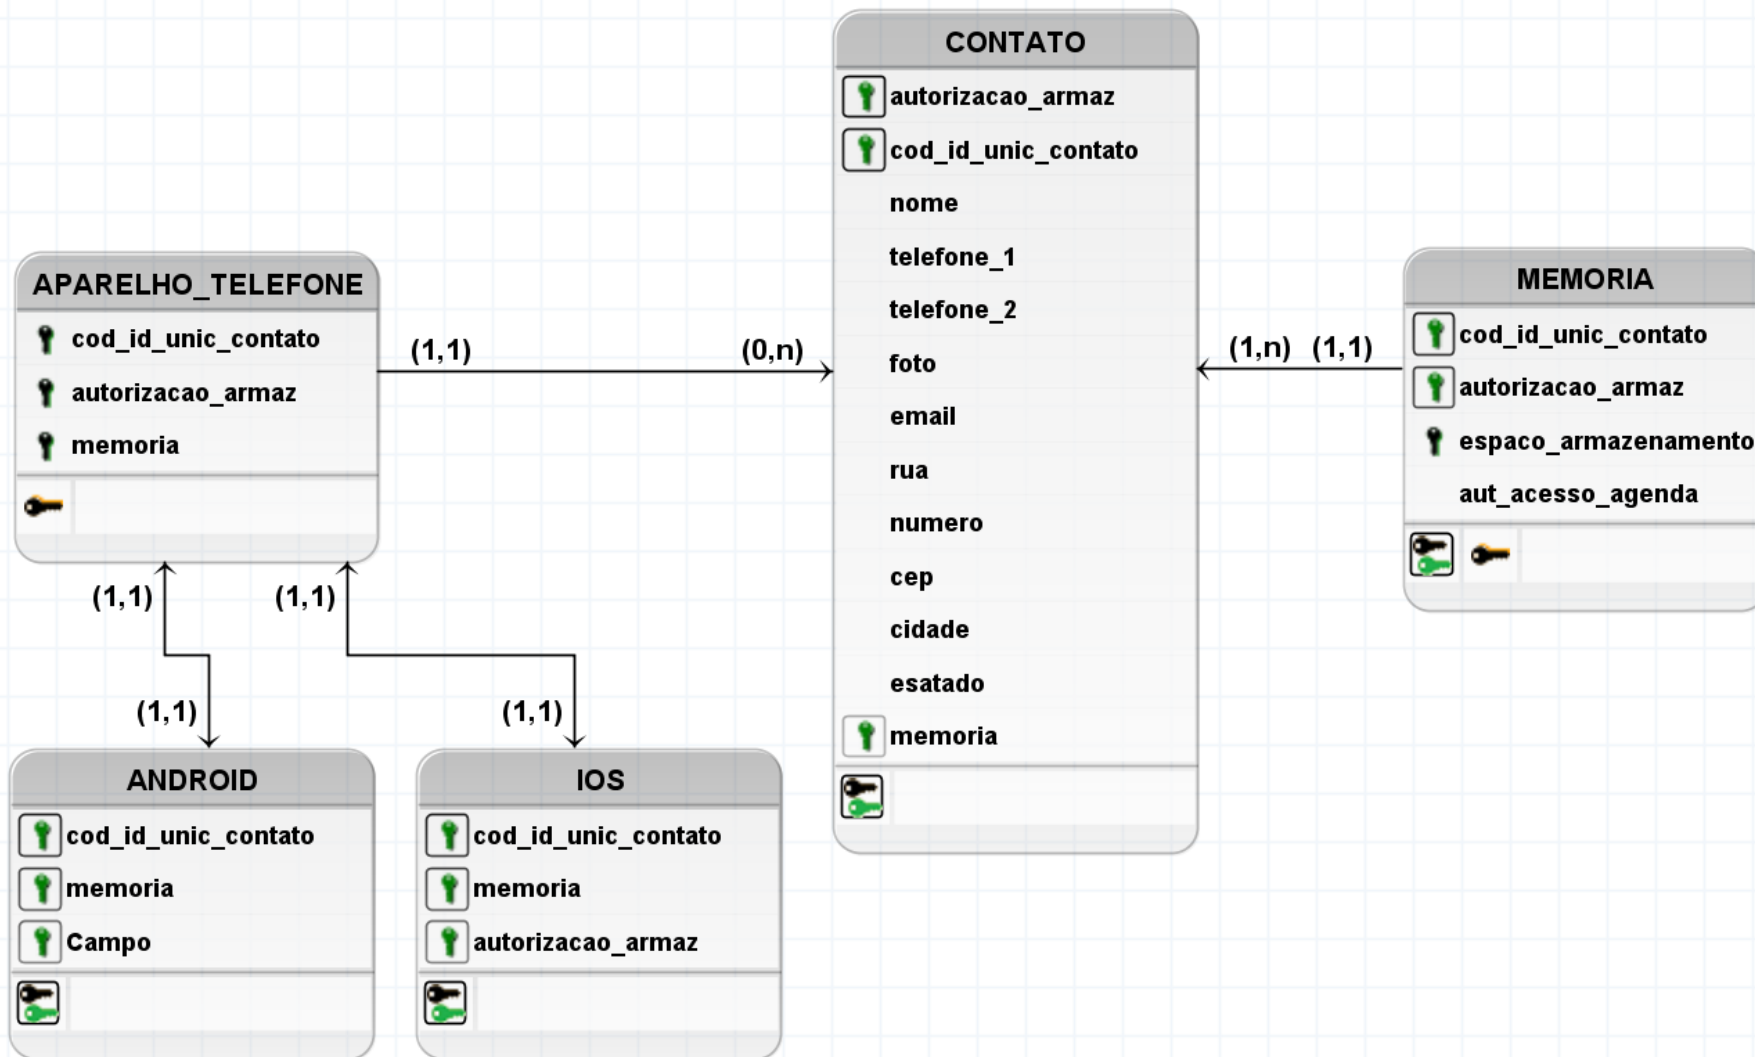 CONTATO
autorizacao_armaz
cod_id_unic_contato
nome
telefone_1
telefone_2
foto
email
rua
numero
cep
cidade
esatado
memoria
APARELHO_TELEFONE
cod_id_unic_contato
autorizacao_armaz
memoria
(1,1)
(0,n)
(1,n)
(1,1)
MEMORIA
cod_id_unic_contato
autorizacao_armaz
espaco_armazenamento
aut_acesso_agenda
(1,1)
(1,1)
(1,1)
(1,1)
ANDROID
cod_id_unic_contato
memoria
Campo
IOS
cod_id_unic_contato
memoria
autorizacao_armaz